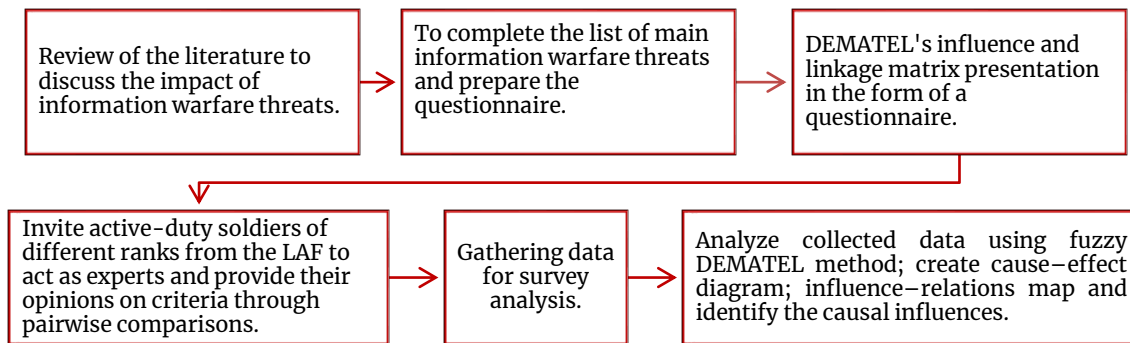 Review of the literature to
discuss the impact of
information warfare threats.
To complete the list of main
information warfare threats
and prepare the
questionnaire.
DEMATEL's influence and
linkage matrix presentation
in the form of a
questionnaire.
Invite active-duty soldiers of
different ranks from the LAF to
act as experts and provide their
opinions on criteria through
pairwise comparisons.
Gathering data
for survey
analysis.
Analyze collected data using fuzzy
DEMATEL method; create cause–effect
diagram; influence–relations map and
identify the causal influences.